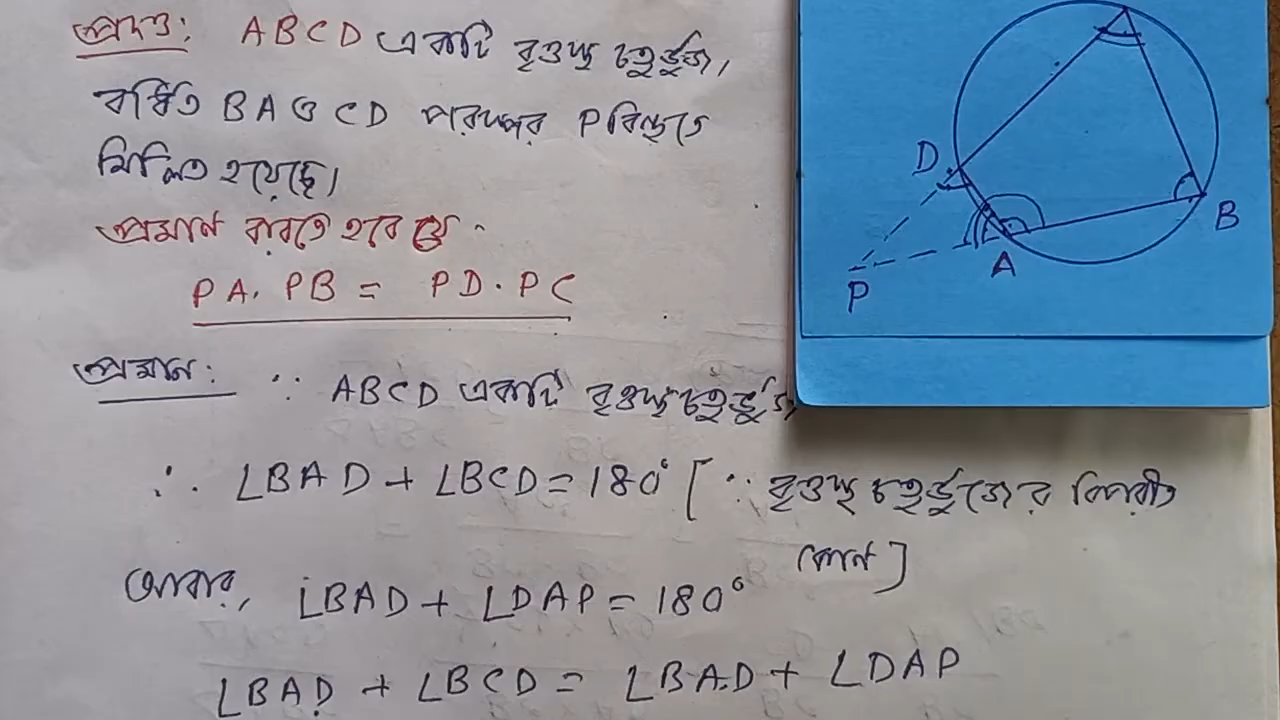 প্রদত্ত: ABCD একটি বৃত্তস্থ চতুর্ভুজ,
বর্ধিত BA ও CD পরস্পর P বিন্দুতে
মিলিত হয়েছে।
প্রমাণ করতে হবে যে
PA. PB = PD. PC
প্রমাণ: ∵ ABCD একটি বৃত্তস্থ চতুর্ভুজ,
∴ ∠BAD + ∠BCD = 180° [∵ বৃত্তস্থ চতুর্ভুজের বিপরীত
কোণ]
আবার, ∠BAD + ∠DAP = 180°
∠BAD + ∠BCD = ∠BAD + ∠DAP
D
B
A
P